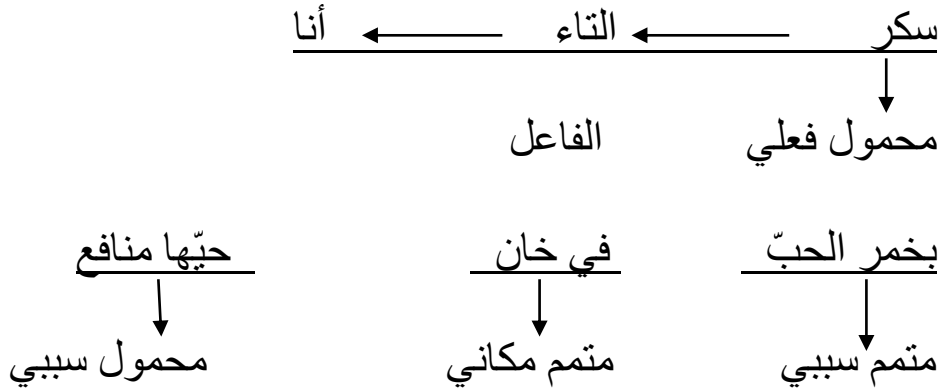 سكر التاء أنا
محمول فعلي الفاعل
بخمر الحبّ في خان حيّها منافع
متمم سببي متمم مكاني محمول سببي